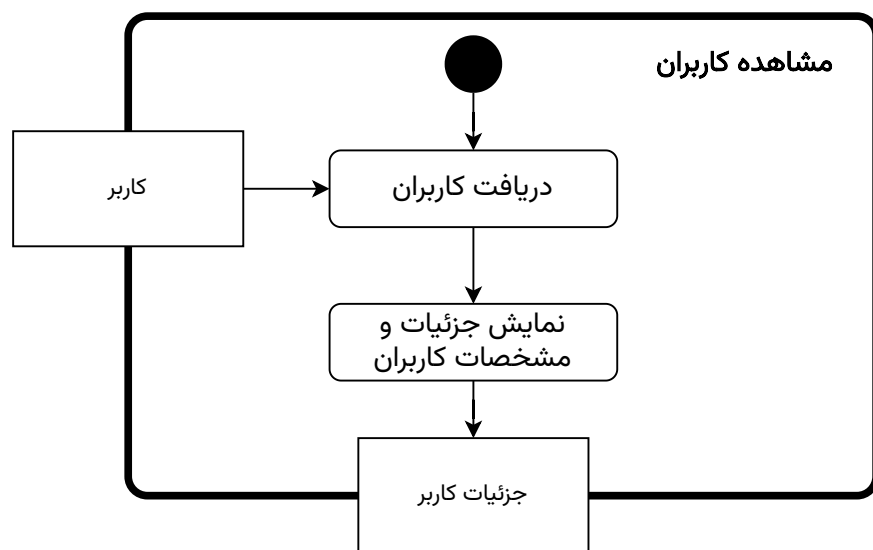 مشاهده کاربران
کاربر
دریافت کاربران
نمایش جزئیات و
مشخصات کاربران
جزئیات کاربر